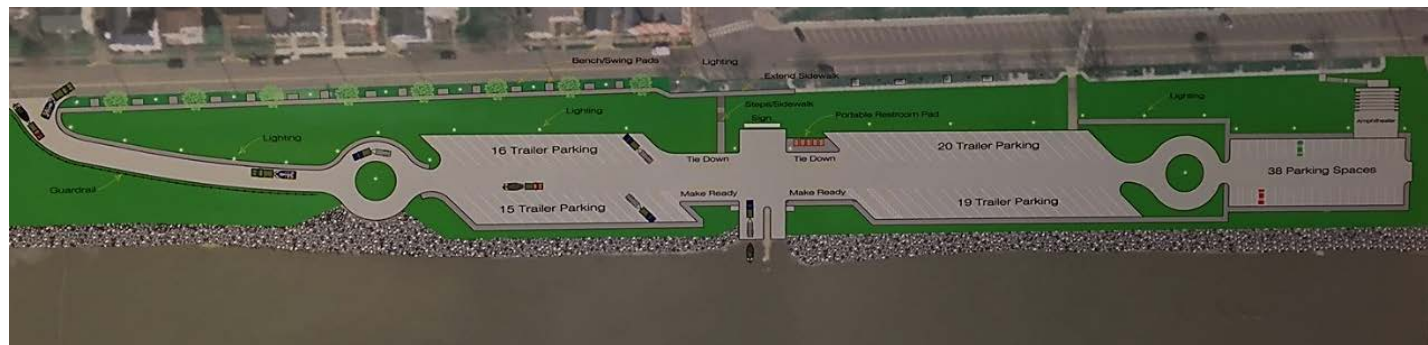 Bench/Swing Pads
Lighting
Extend Sidewalk
Lighting
Lighting
Steps/Sidewalk
Sign
Portable Restroom Pad
Amphitheater
Lighting
16 Trailer Parking
Tie Down
Tie Down
20 Trailer Parking
38 Parking Spaces
Guardrail
15 Trailer Parking
Make Ready
Make Ready
19 Trailer Parking